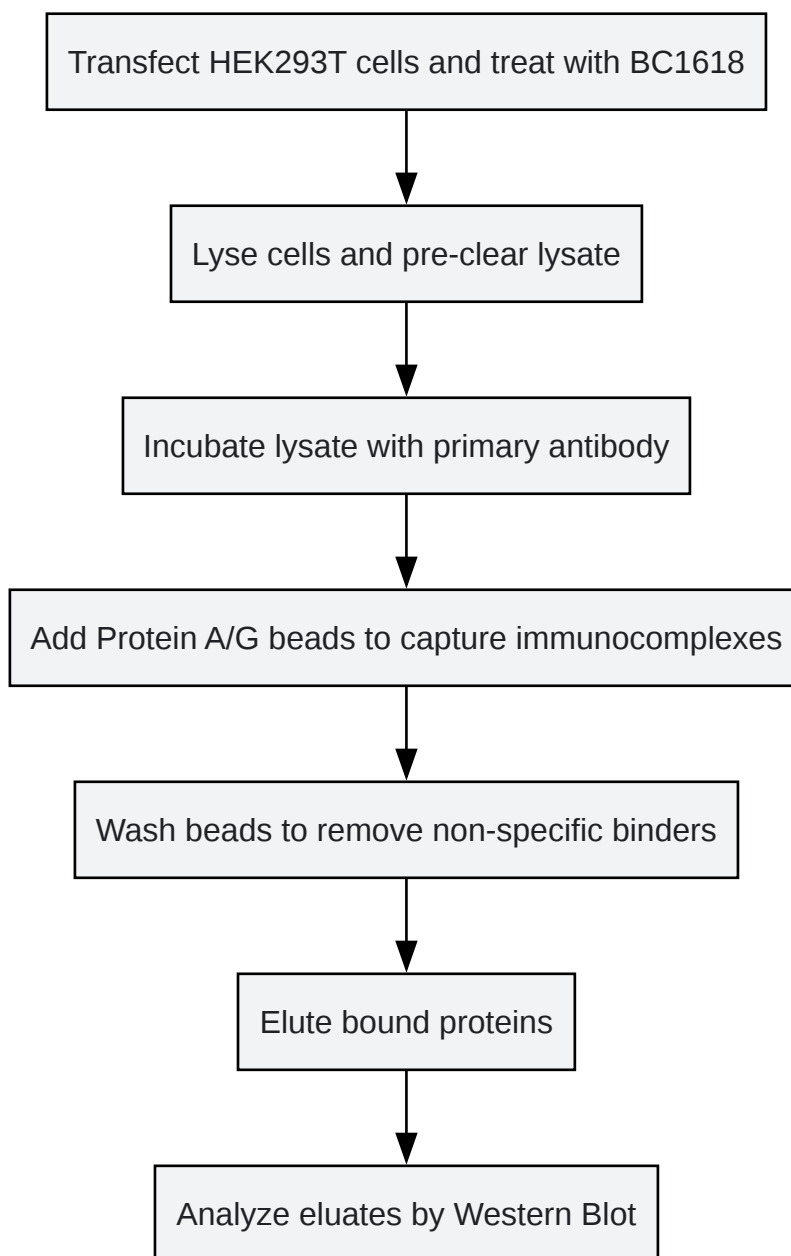 Transfect HEK293T cells and treat with BC1618
Lyse cells and pre-clear lysate
Incubate lysate with primary antibody
Add Protein A/G beads to capture immunocomplexes
Wash beads to remove non-specific binders
Elute bound proteins
Analyze eluates by Western Blot